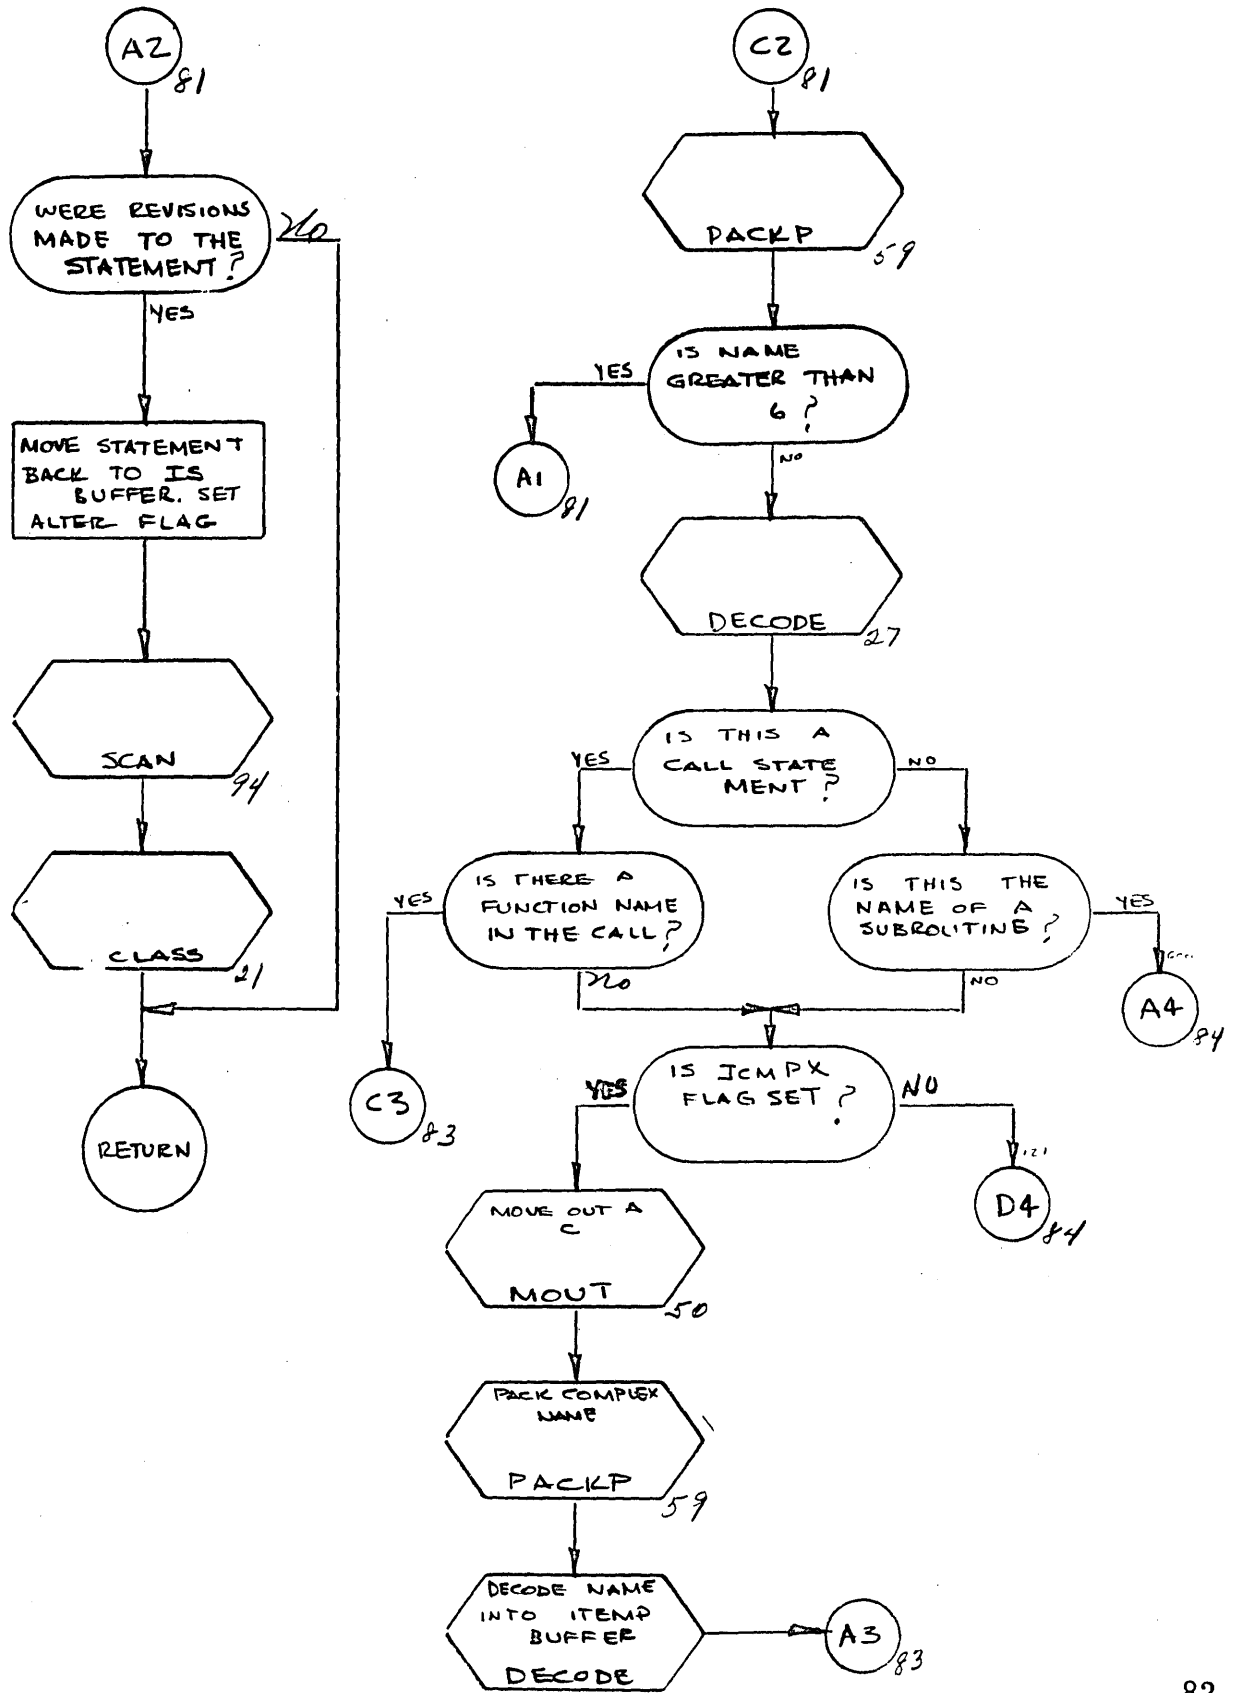 A2
81
WERE REVISIONS
MADE TO THE
STATEMENT?
No
YES
MOVE STATEMENT
BACK TO IS
BUFFER. SET
ALTER FLAG
SCAN
94
CLASS
21
RETURN
C2
81
PACKP
59
IS NAME
GREATER THAN
6?
YES
A1
81
NO
DECODE
27
IS THIS A
CALL STATE
MENT?
YES
NO
IS THERE A
FUNCTION NAME
IN THE CALL?
YES
C3
83
No
IS THIS THE
NAME OF A
SUBROUTINE?
YES
A4
84
NO
IS ICMPX
FLAG SET?
YES
NO
D4
84
MOVE OUT A
C
MOUT
50
PACK COMPLEX
NAME
PACKP
59
DECODE NAME
INTO ITEMP
BUFFER
DECODE
A3
83
82